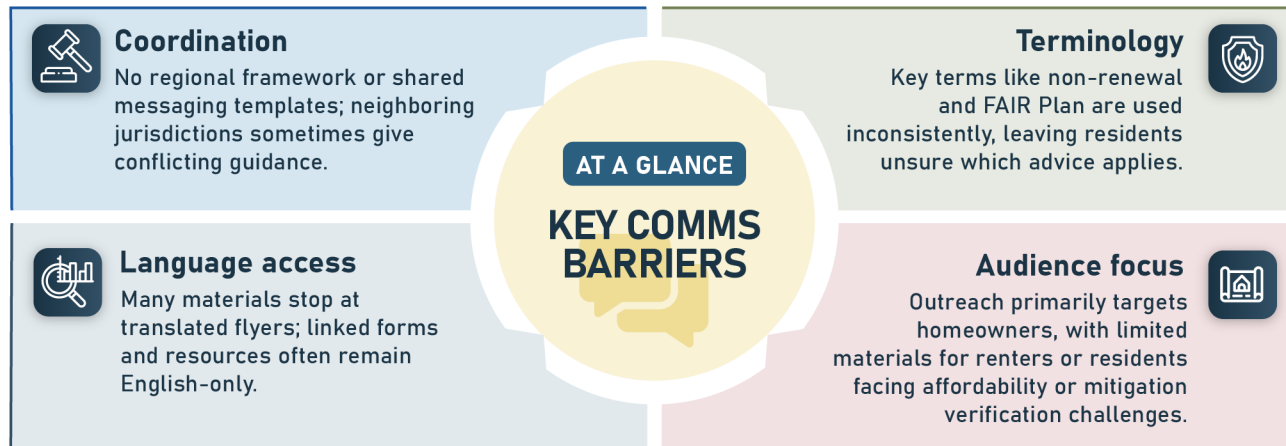 Coordination
No regional framework or shared
messaging templates; neighboring
jurisdictions sometimes give
conflicting guidance.
Terminology
Key terms like non-renewal
and FAIR Plan are used
inconsistently, leaving residents
unsure which advice applies.
AT A GLANCE
KEY COMMS
BARRIERS
Language access
Many materials stop at
translated flyers; linked forms
and resources often remain
English-only.
Audience focus
Outreach primarily targets
homeowners, with limited
materials for renters or residents
facing affordability or mitigation
verification challenges.